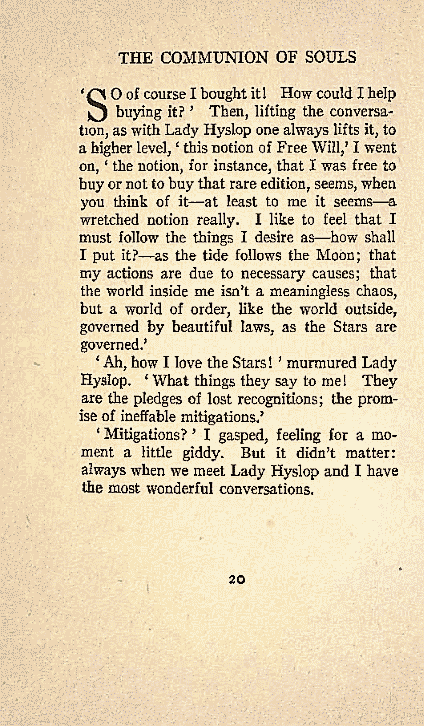 THE COMMUNION OF SOULS
‘SO of course I bought it! How could I help
buying it?’ Then, lifting the conversa-
tion, as with Lady Hyslop one always lifts it, to
a higher level, ‘this notion of Free Will,’ I went
on, ‘the notion, for instance, that I was free to
buy or not to buy that rare edition, seems, when
you think of it—at least to me it seems—a
wretched notion really. I like to feel that I
must follow the things I desire as—how shall
I put it?—as the tide follows the Moon; that
my actions are due to necessary causes; that
the world inside me isn’t a meaningless chaos,
but a world of order, like the world outside,
governed by beautiful laws, as the Stars are
governed.’
‘Ah, how I love the Stars!’ murmured Lady
Hyslop. ‘What things they say to me! They
are the pledges of lost recognitions; the prom-
ise of ineffable mitigations.’
‘Mitigations?’ I gasped, feeling for a mo-
ment a little giddy. But it didn’t matter:
always when we meet Lady Hyslop and I have
the most wonderful conversations.
20